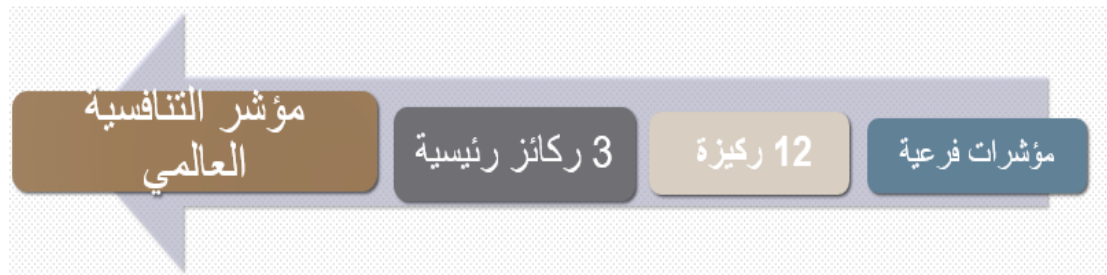 مؤشرات فرعية
12 ركيزة
3 ركائز رئيسية
مؤشر التنافسية
العالمي